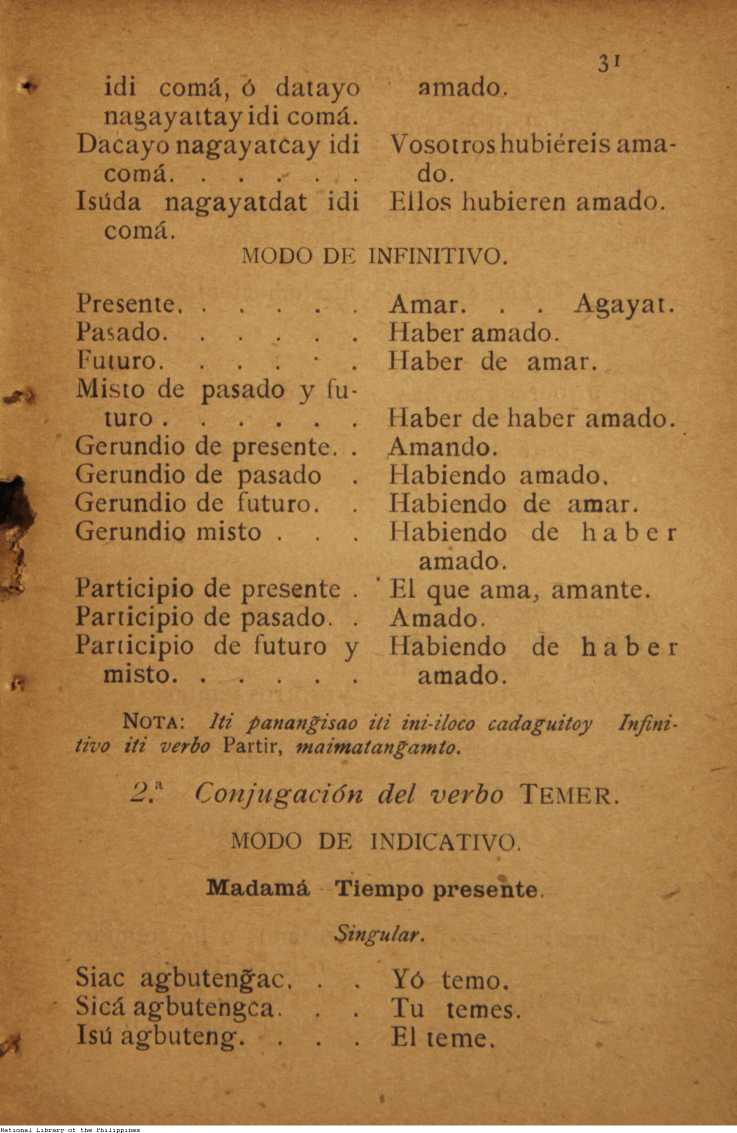 31
idi comá, ó datayo amado.
nagayattay idi comá.
Dacayo nagayatcay idi Vosotros hubiéreis ama-
comá. . . . . . do.
Isúda nagayatdat idi Ellos hubieren amado.
comá.
MODO DE INFINITIVO.
Presente. . . . . . Amar. . . Agayat.
Pasado. . . . . . Haber amado.
Futuro. . . . . . Haber de amar.
Misto de pasado y fu-
turo . . . . . . Haber de haber amado.
Gerundio de presente. . Amando.
Gerundio de pasado . Habiendo amado.
Gerundio de futuro. . Habiendo de amar.
Gerundio misto . . . Habiendo de haber
amado.
Participio de presente . El que ama, amante.
Participio de pasado. . Amado.
Participio de futuro y Habiendo de haber
misto. . . . . . amado.
NOTA: Iti panang̃isao iti ini-iloco cadaguitoy Infini-
tivo iti verbo Partir, maimatang̃amto.
2.ª Conjugación del verbo TEMER.
MODO DE INDICATIVO.
Madamá Tiempo presente.
Singular.
Siac agbuteng̃ac. . . Yó temo.
Sicá agbutengca. . . Tu temes.
Isú agbuteng. . . . El teme.
National Library of the Philippines